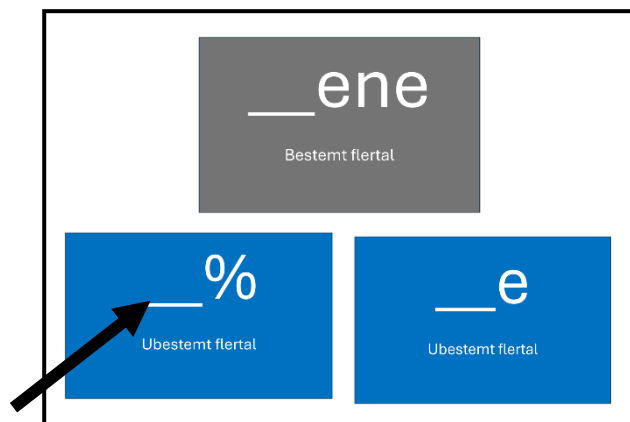 __ene
Bestemt flertal
__%
Ubestemt flertal
__e
Ubestemt flertal